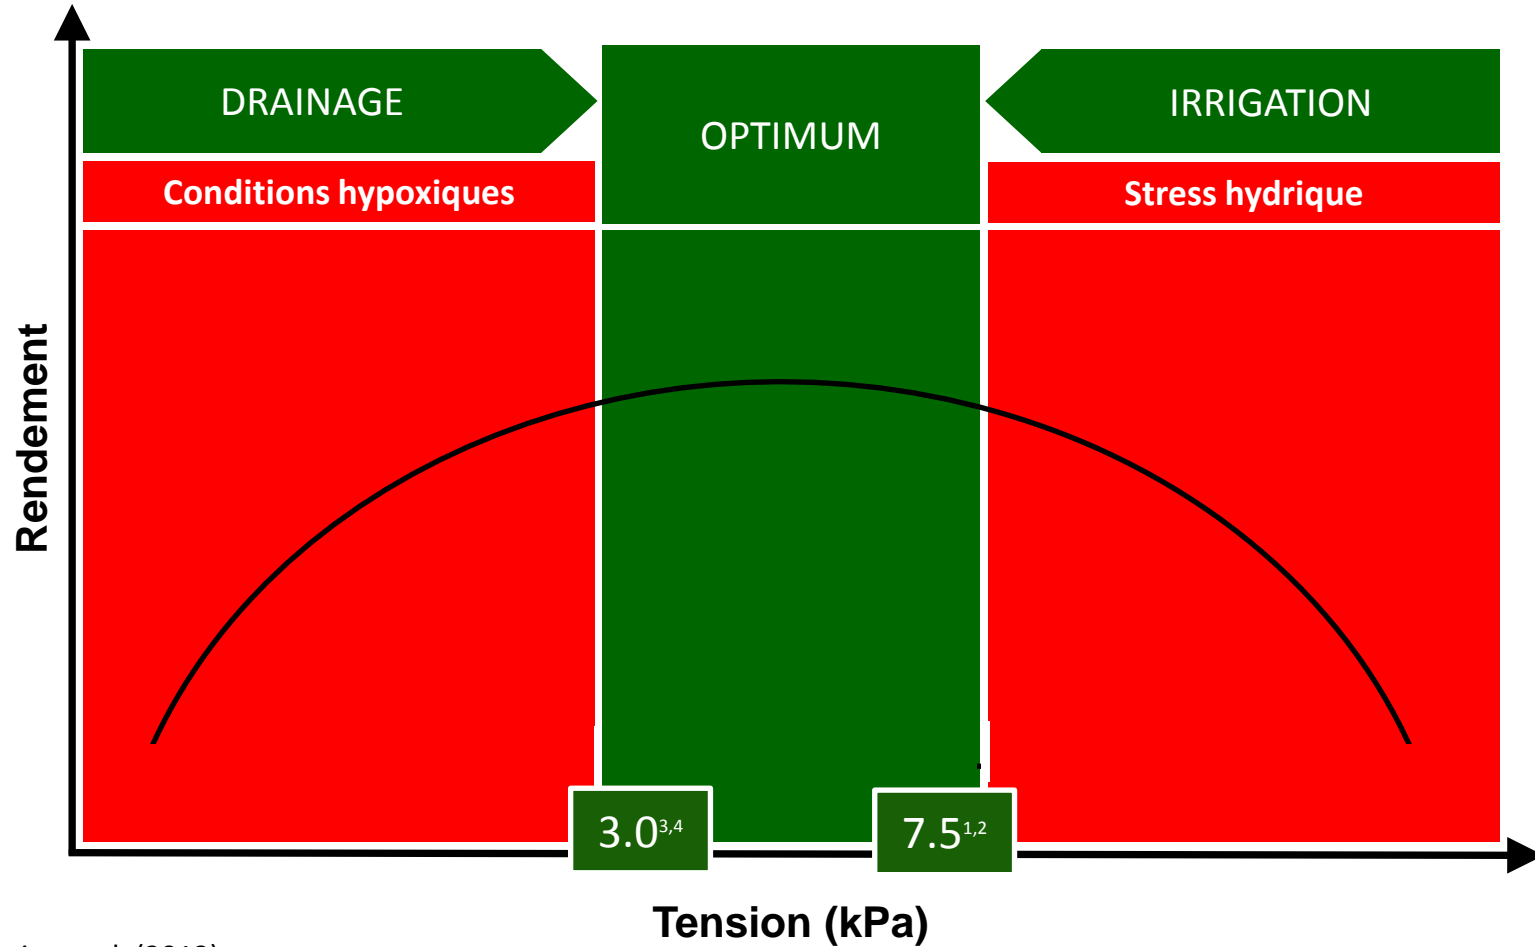 DRAINAGE
OPTIMUM
IRRIGATION
Conditions hypoxiques
Stress hydrique
Rendement
3.0³,⁴
7.5¹,²
Tension (kPa)